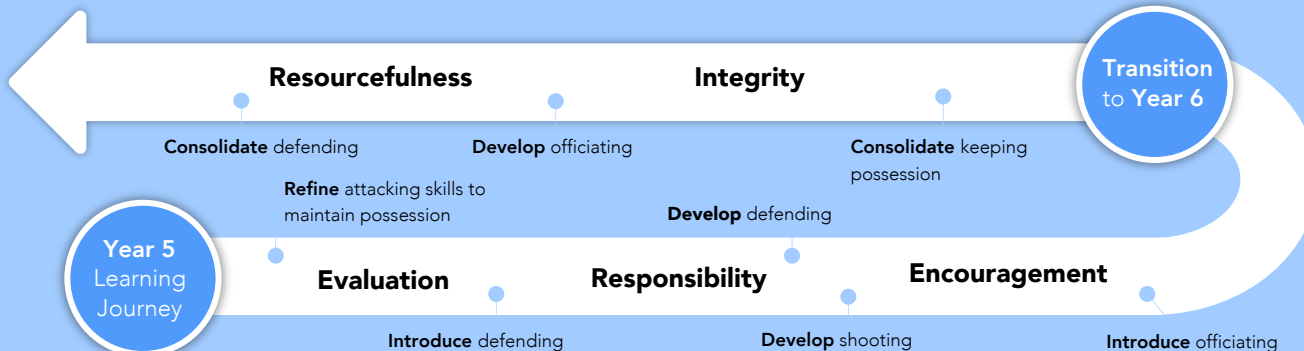 Resourcefulness
Integrity
Transition
to Year 6
Consolidate defending
Develop officiating
Consolidate keeping
possession
Refine attacking skills to
maintain possession
Develop defending
Year 5
Learning
Journey
Evaluation
Responsibility
Encouragement
Introduce defending
Develop shooting
Introduce officiating